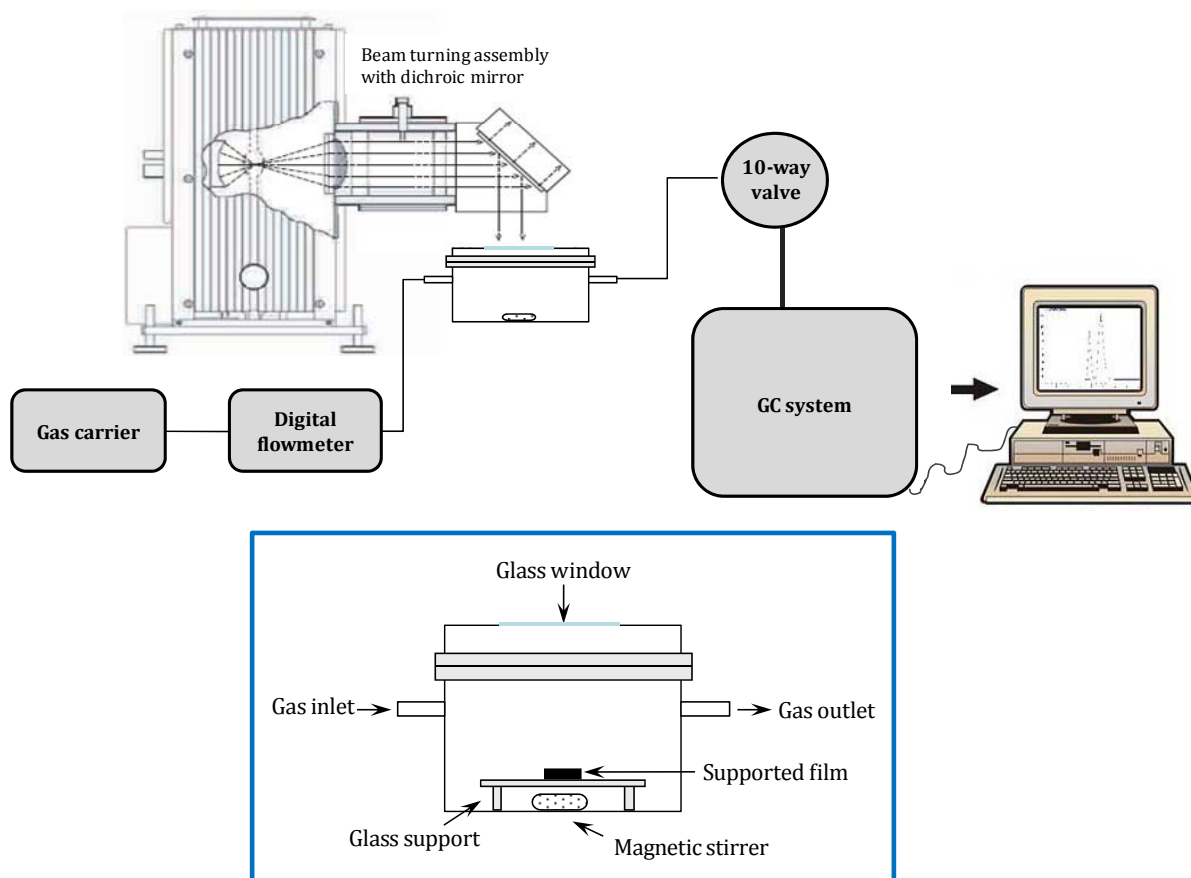 Beam turning assembly
with dichroic mirror
10-way
valve
Gas carrier
Digital
flowmeter
GC system
Glass window
Gas inlet
Gas outlet
Supported film
Glass support
Magnetic stirrer